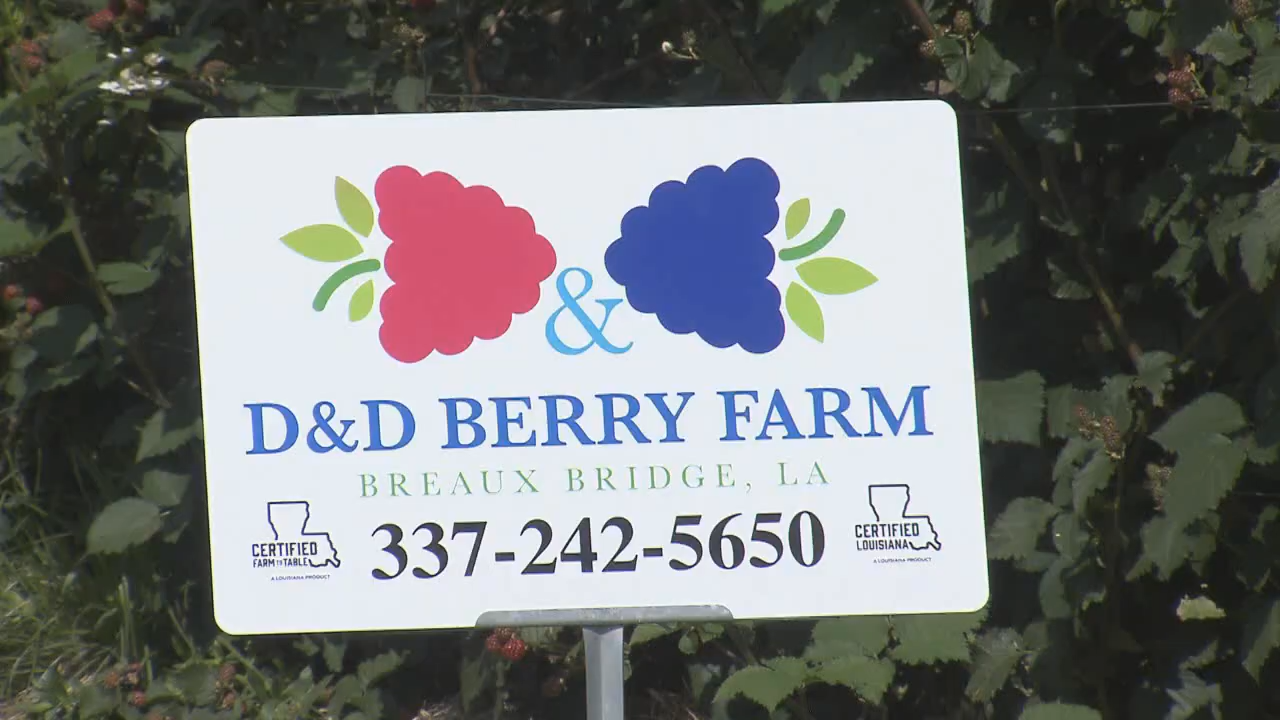 &
D&D BERRY FARM
BREAUX BRIDGE, LA
337-242-5650
CERTIFIED
FARM TO TABLE
A LOUISIANA PRODUCT
CERTIFIED
LOUISIANA
A LOUISIANA PRODUCT